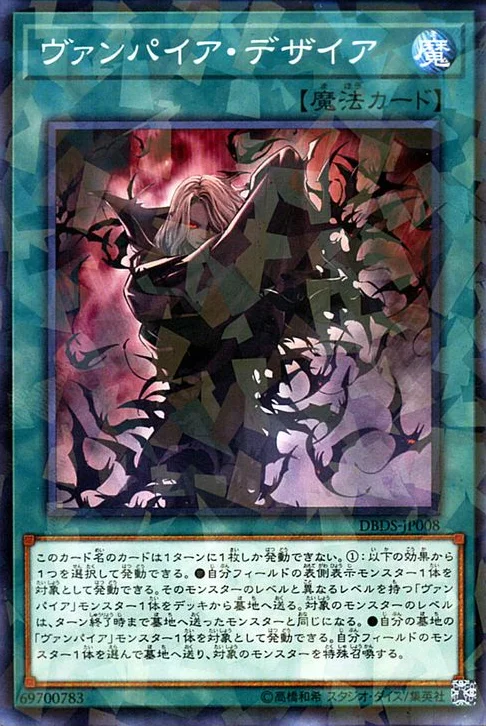 ヴァンパイア・デザイア
魔
【魔法カード】
DBDS-JP008
このカード名のカードは1ターンに1枚しか発動できない。①：以下の効果から
1つを選択して発動できる。●自分フィールドの表側表示モンスター1体を
対象として発動できる。そのモンスターのレベルと異なるレベルを持つ「ヴァン
パイア」モンスター1体をデッキから墓地へ送る。対象のモンスターのレベル
は、ターン終了時まで墓地へ送ったモンスターと同じになる。●自分の墓地の
「ヴァンパイア」モンスター1体を対象として発動できる。自分フィールドのモン
スター1体を選んで墓地へ送り、対象のモンスターを特殊召喚する。
69700783
©高橋和希 スタジオ・ダイス/集英社